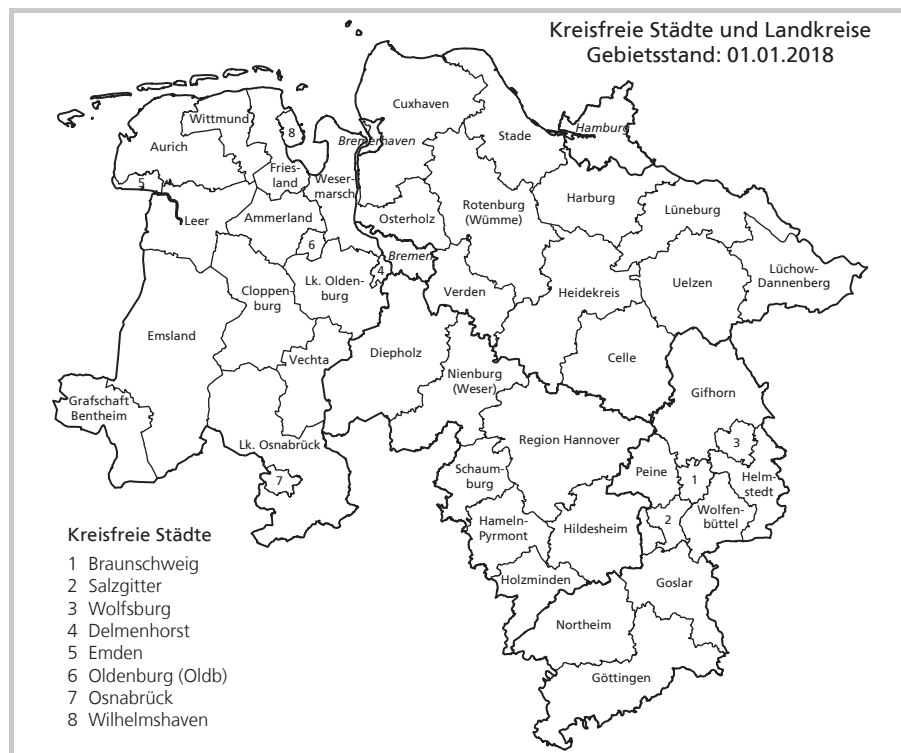 Kreisfreie Städte und Landkreise
Gebietsstand: 01.01.2018
Cuxhaven
Wittmund
8
Stade
Hamburg
Aurich
Bremerhaven
Fries-
land
Weser-
marsch
5
Harburg
Rotenburg
(Wümme)
Lüneburg
Leer
Ammerland
Osterholz
6
Bremen
4
Lk. Olden-
burg
Lüchow-
Dannenberg
Uelzen
Cloppen-
burg
Verden
Heidekreis
Emsland
Vechta
Diepholz
Celle
Nienburg
(Weser)
Gifhorn
Grafschaft
Bentheim
Lk. Osnabrück
Region Hannover
3
Schaum-
burg
Peine
1
Helm-
stedt
7
Wolfen-
büttel
2
Hameln-
Pyrmont
Hildesheim
Holzminden
Goslar
Northeim
Göttingen
Kreisfreie Städte
1 Braunschweig
2 Salzgitter
3 Wolfsburg
4 Delmenhorst
5 Emden
6 Oldenburg (Oldb)
7 Osnabrück
8 Wilhelmshaven